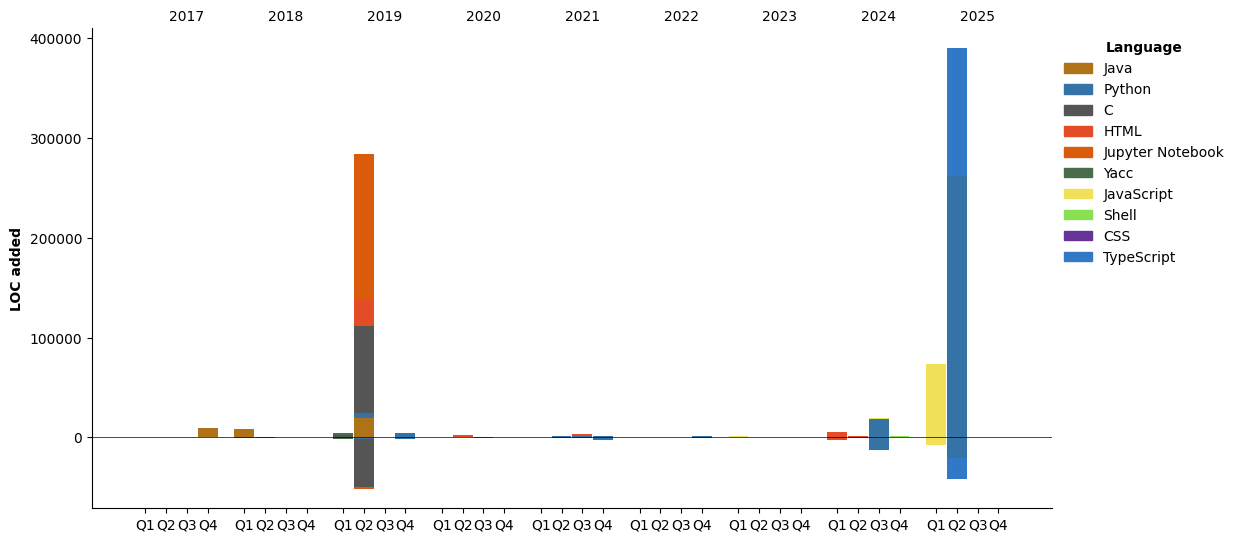 2017 2018 2019 2020 2021 2022 2023 2024 2025
400000
300000
200000
100000
0
LOC added
Q1 Q2 Q3 Q4 Q1 Q2 Q3 Q4 Q1 Q2 Q3 Q4 Q1 Q2 Q3 Q4 Q1 Q2 Q3 Q4 Q1 Q2 Q3 Q4 Q1 Q2 Q3 Q4 Q1 Q2 Q3 Q4 Q1 Q2 Q3 Q4
Language
Java
Python
C
HTML
Jupyter Notebook
Yacc
JavaScript
Shell
CSS
TypeScript